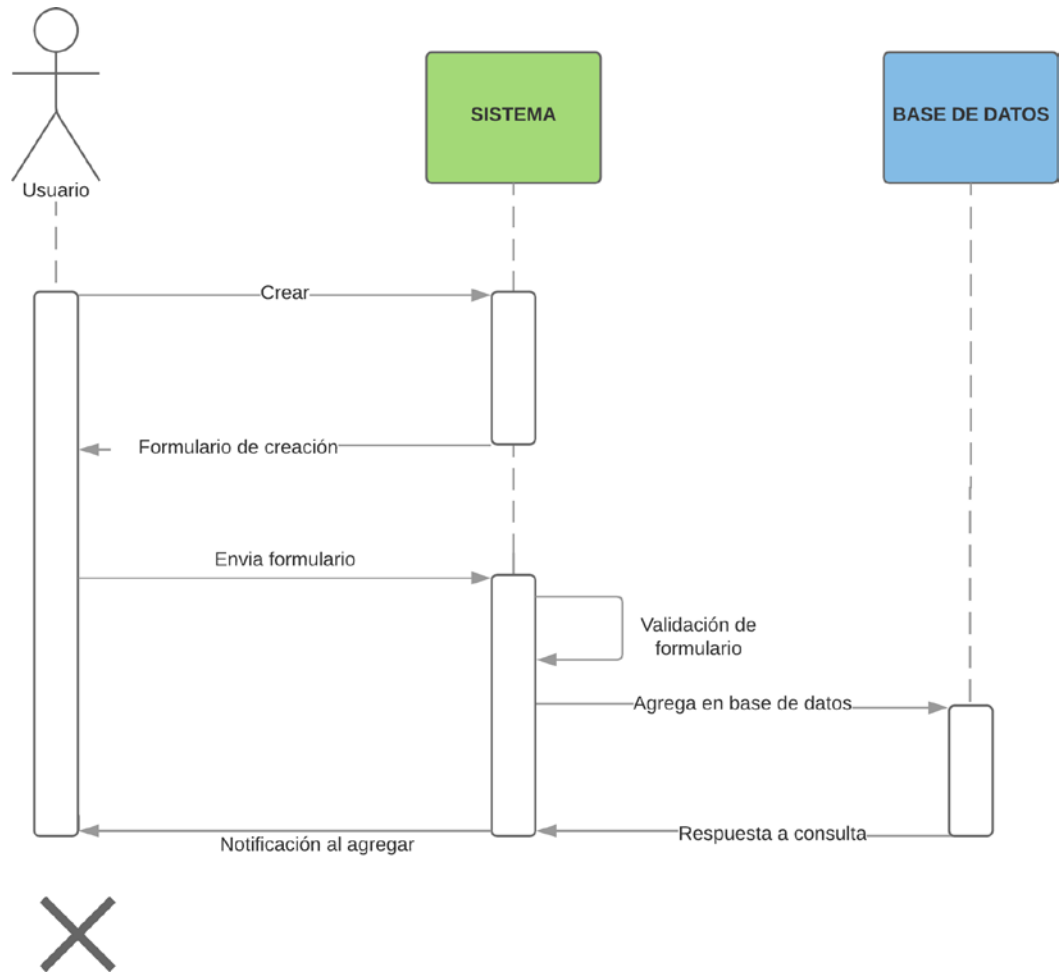 SISTEMA
BASE DE DATOS
Usuario
Crear
Formulario de creación
Envia formulario
Validación de
formulario
Agrega en base de datos
Respuesta a consulta
Notificación al agregar